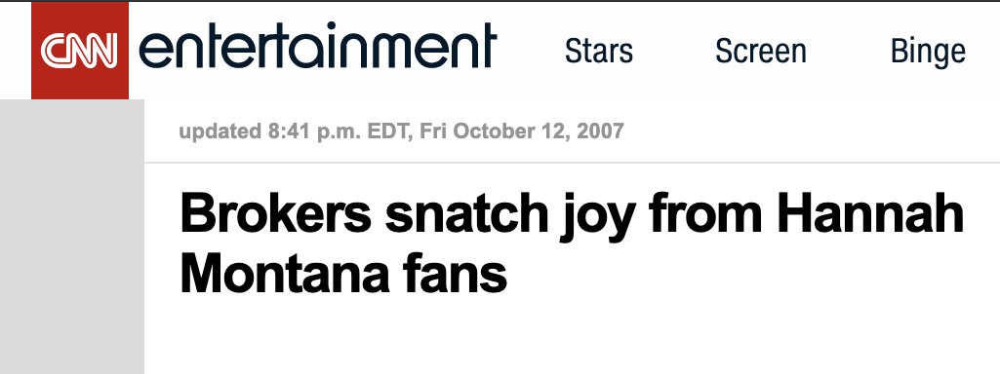 CNN entertainment Stars Screen Binge
updated 8:41 p.m. EDT, Fri October 12, 2007
Brokers snatch joy from Hannah
Montana fans